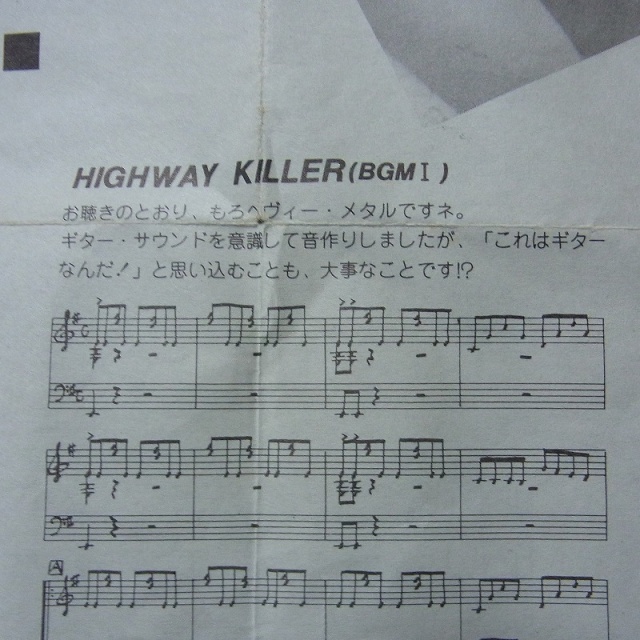 HIGHWAY KILLER(BGMⅠ)
お聴きのとおり、もろヘヴィー・メタルですネ。
ギター・サウンドを意識して音作りしましたが、「これはギター
なんだ!」と思い込むことも、大事なことです!?
A